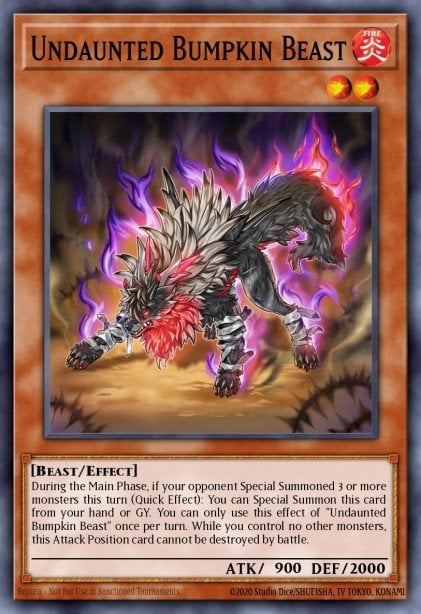 UNDAUNTED BUMPKIN BEAST
FIRE
炎
[BEAST/EFFECT]
During the Main Phase, if your opponent Special Summoned 3 or more
monsters this turn (Quick Effect): You can Special Summon this card
from your hand or GY. You can only use this effect of "Undaunted
Bumpkin Beast" once per turn. While you control no other monsters,
this Attack Position card cannot be destroyed by battle.
ATK/ 900 DEF/2000
Replica - Not For Use in Sanctioned Tournaments
©2020 Studio Dice/SHUEISHA, TV TOKYO, KONAMI